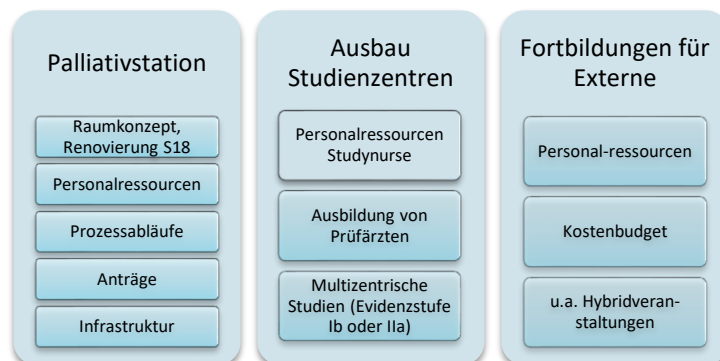 Palliativstation
Raumkonzept,
Renovierung S18
Personalressourcen
Prozessabläufe
Anträge
Infrastruktur
Ausbau
Studienzentren
Personalressourcen
Studynurse
Ausbildung von
Prüfärzten
Multizentrische
Studien (Evidenzstufe
Ib oder IIa)
Fortbildungen für
Externe
Personal-ressourcen
Kostenbudget
u.a. Hybridveran-
staltungen